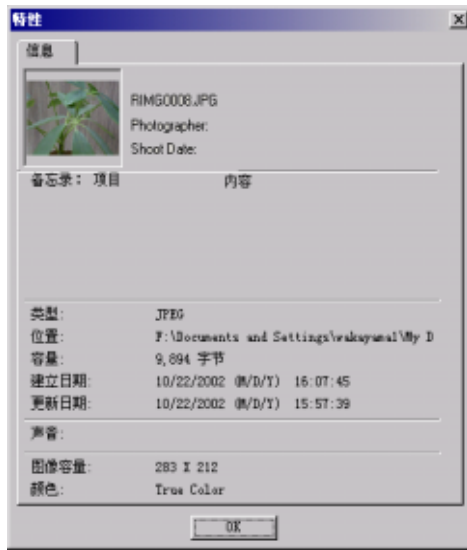 特性
信息
RIMG0008.JPG
Photographer:
Shoot Date:
备忘录： 项目 内容
类型: JPEG
位置: F:\Documents and Settings\wakayama1\My D
容量: 9,894 字节
建立日期: 10/22/2002 (M/D/Y) 16:07:45
更新日期: 10/22/2002 (M/D/Y) 15:57:39
声音:
图像容量: 283 X 212
颜色: True Color
OK